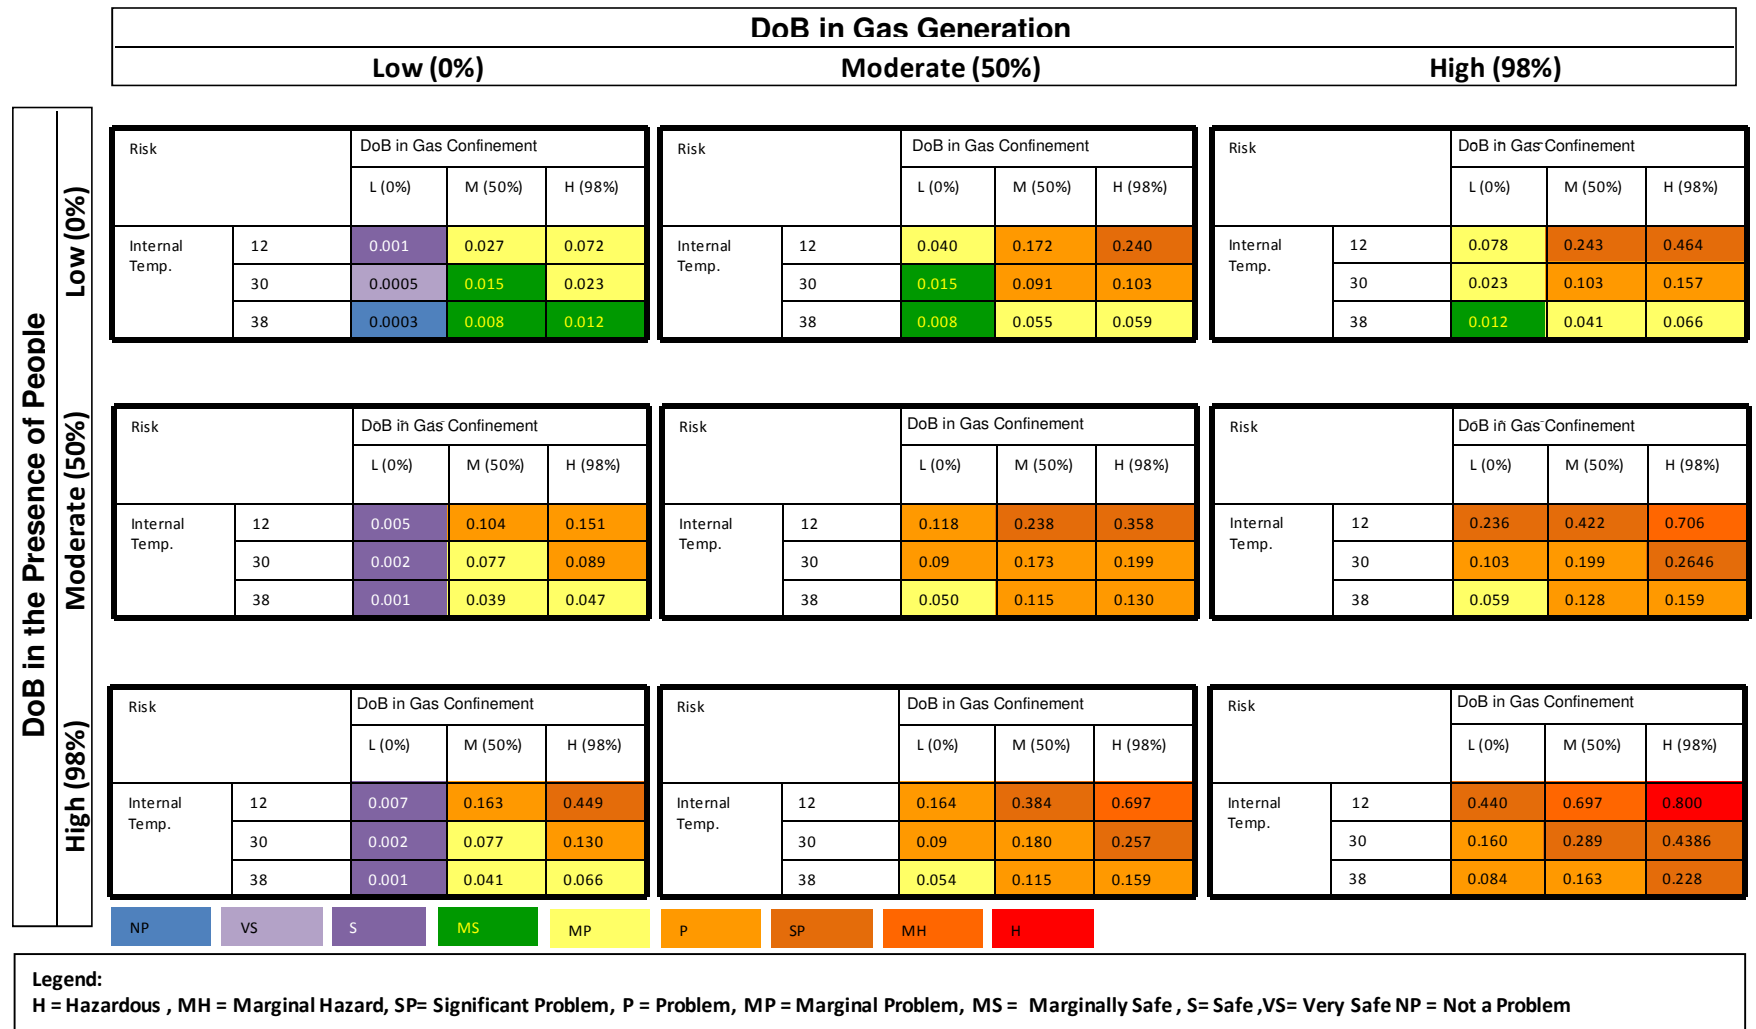 DoB in Gas Generation
Low (0%) Moderate (50%) High (98%)
DoB in the Presence of People
Low (0%)
Risk DoB in Gas Confinement Risk DoB in Gas Confinement Risk DoB in Gas Confinement
L (0%) M (50%) H (98%) L (0%) M (50%) H (98%) L (0%) M (50%) H (98%)
Internal 12 0.001 0.027 0.072 Internal 12 0.040 0.172 0.240 Internal 12 0.078 0.243 0.464
Temp. Temp. Temp.
30 0.0005 0.015 0.023 30 0.015 0.091 0.103 30 0.023 0.103 0.157
38 0.0003 0.008 0.012 38 0.008 0.055 0.059 38 0.012 0.041 0.066
Moderate (50%)
Risk DoB in Gas Confinement Risk DoB in Gas Confinement Risk DoB in Gas Confinement
L (0%) M (50%) H (98%) L (0%) M (50%) H (98%) L (0%) M (50%) H (98%)
Internal 12 0.005 0.104 0.151 Internal 12 0.118 0.238 0.358 Internal 12 0.236 0.422 0.706
Temp. Temp. Temp.
30 0.002 0.077 0.089 30 0.09 0.173 0.199 30 0.103 0.199 0.2646
38 0.001 0.039 0.047 38 0.050 0.115 0.130 38 0.059 0.128 0.159
High (98%)
Risk DoB in Gas Confinement Risk DoB in Gas Confinement Risk DoB in Gas Confinement
L (0%) M (50%) H (98%) L (0%) M (50%) H (98%) L (0%) M (50%) H (98%)
Internal 12 0.007 0.163 0.449 Internal 12 0.164 0.384 0.697 Internal 12 0.440 0.697 0.800
Temp. Temp. Temp.
30 0.002 0.077 0.130 30 0.09 0.180 0.257 30 0.160 0.289 0.4386
38 0.001 0.041 0.066 38 0.054 0.115 0.159 38 0.084 0.163 0.228
NP VS S MS MP P SP MH H
Legend:
H = Hazardous , MH = Marginal Hazard, SP= Significant Problem, P = Problem, MP = Marginal Problem, MS = Marginally Safe , S= Safe ,VS= Very Safe NP = Not a Problem